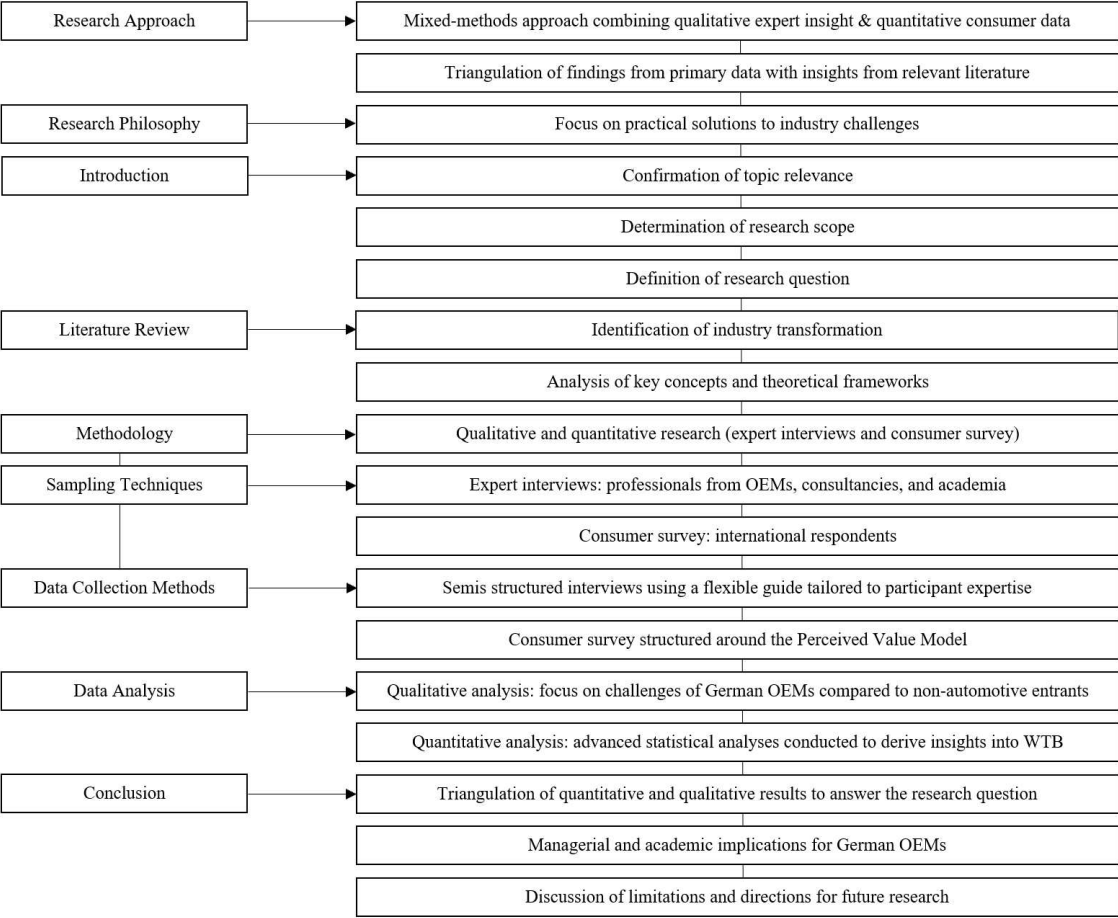 Research Approach
Mixed-methods approach combining qualitative expert insight & quantitative consumer data
Triangulation of findings from primary data with insights from relevant literature
Research Philosophy
Focus on practical solutions to industry challenges
Introduction
Confirmation of topic relevance
Determination of research scope
Definition of research question
Literature Review
Identification of industry transformation
Analysis of key concepts and theoretical frameworks
Methodology
Qualitative and quantitative research (expert interviews and consumer survey)
Sampling Techniques
Expert interviews: professionals from OEMs, consultancies, and academia
Consumer survey: international respondents
Data Collection Methods
Semis structured interviews using a flexible guide tailored to participant expertise
Consumer survey structured around the Perceived Value Model
Data Analysis
Qualitative analysis: focus on challenges of German OEMs compared to non-automotive entrants
Quantitative analysis: advanced statistical analyses conducted to derive insights into WTB
Conclusion
Triangulation of quantitative and qualitative results to answer the research question
Managerial and academic implications for German OEMs
Discussion of limitations and directions for future research